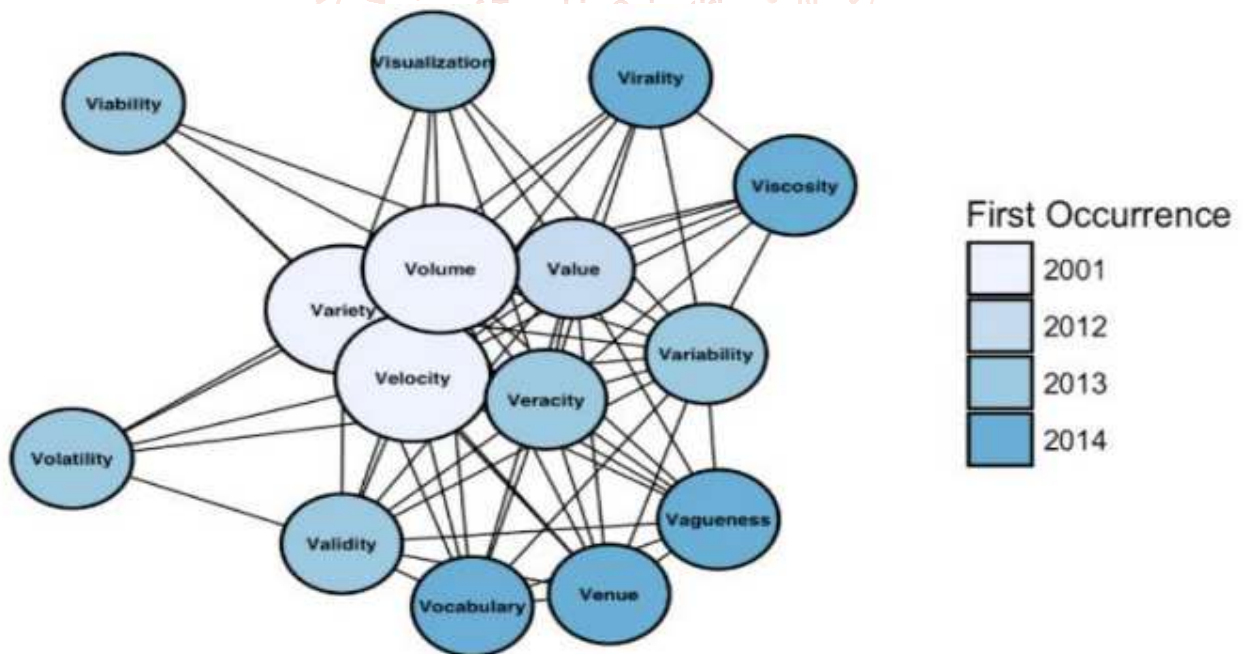 Visualization
Virality
Viability
Viscosity
Volume
Value
Variety
Variability
Velocity
Veracity
Volatility
Vagueness
Validity
Venue
Vocabulary
First Occurrence
2001
2012
2013
2014